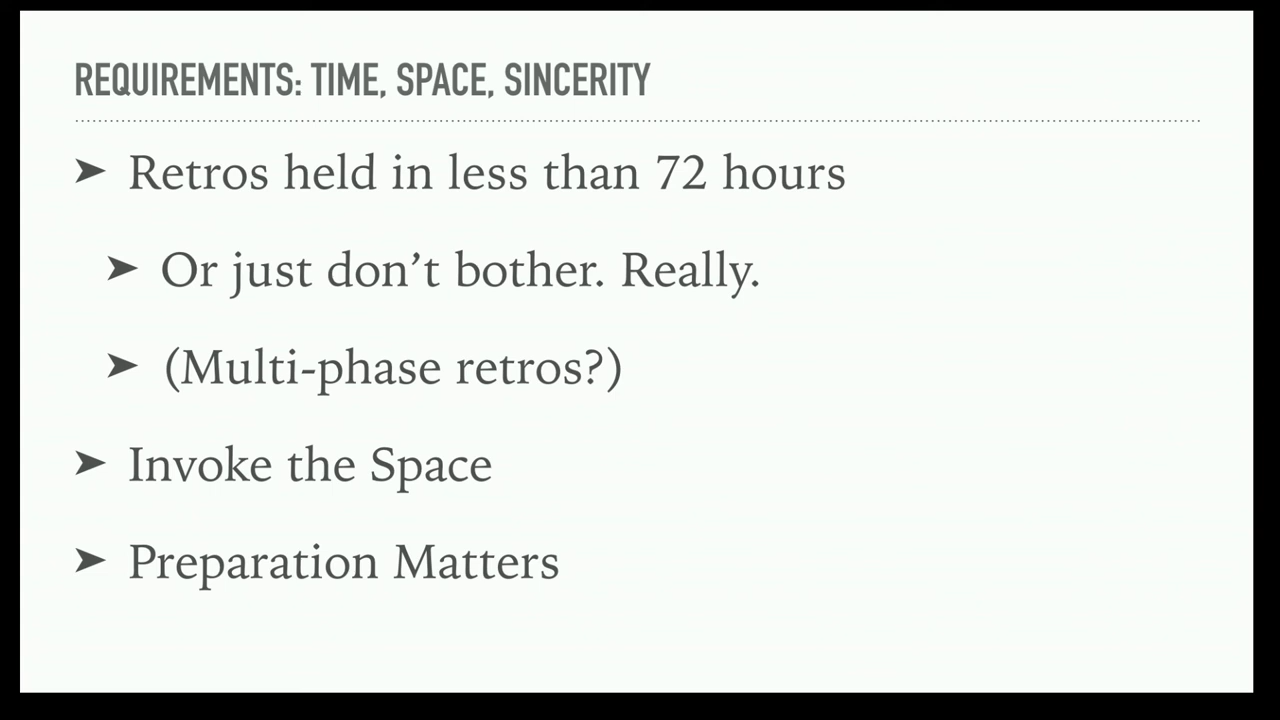 REQUIREMENTS: TIME, SPACE, SINCERITY
➤ Retros held in less than 72 hours
➤ Or just don’t bother. Really.
➤ (Multi-phase retros?)
➤ Invoke the Space
➤ Preparation Matters